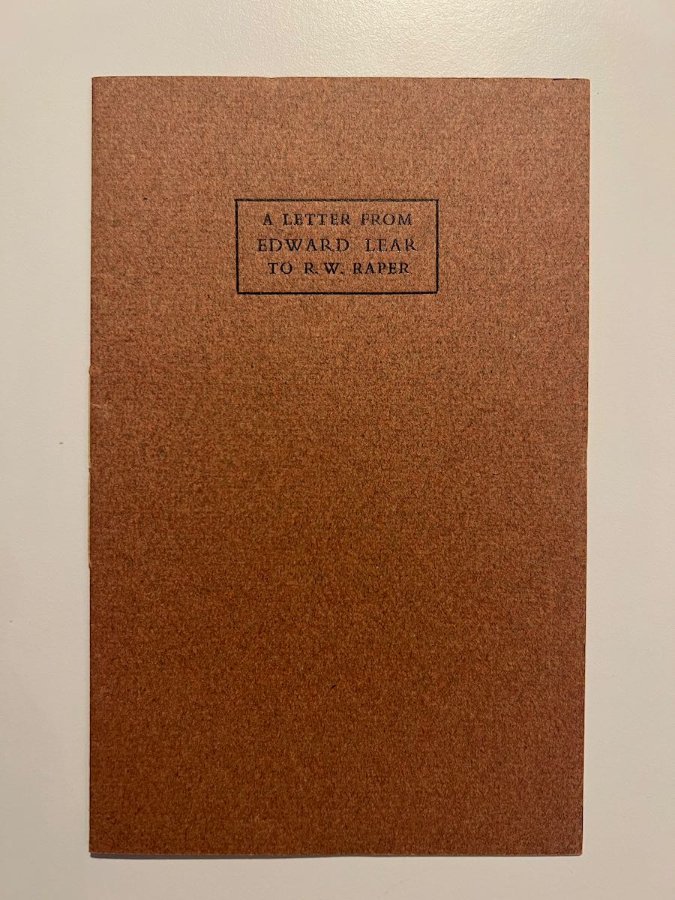 A LETTER FROM
EDWARD LEAR
TO R. W. RAPER